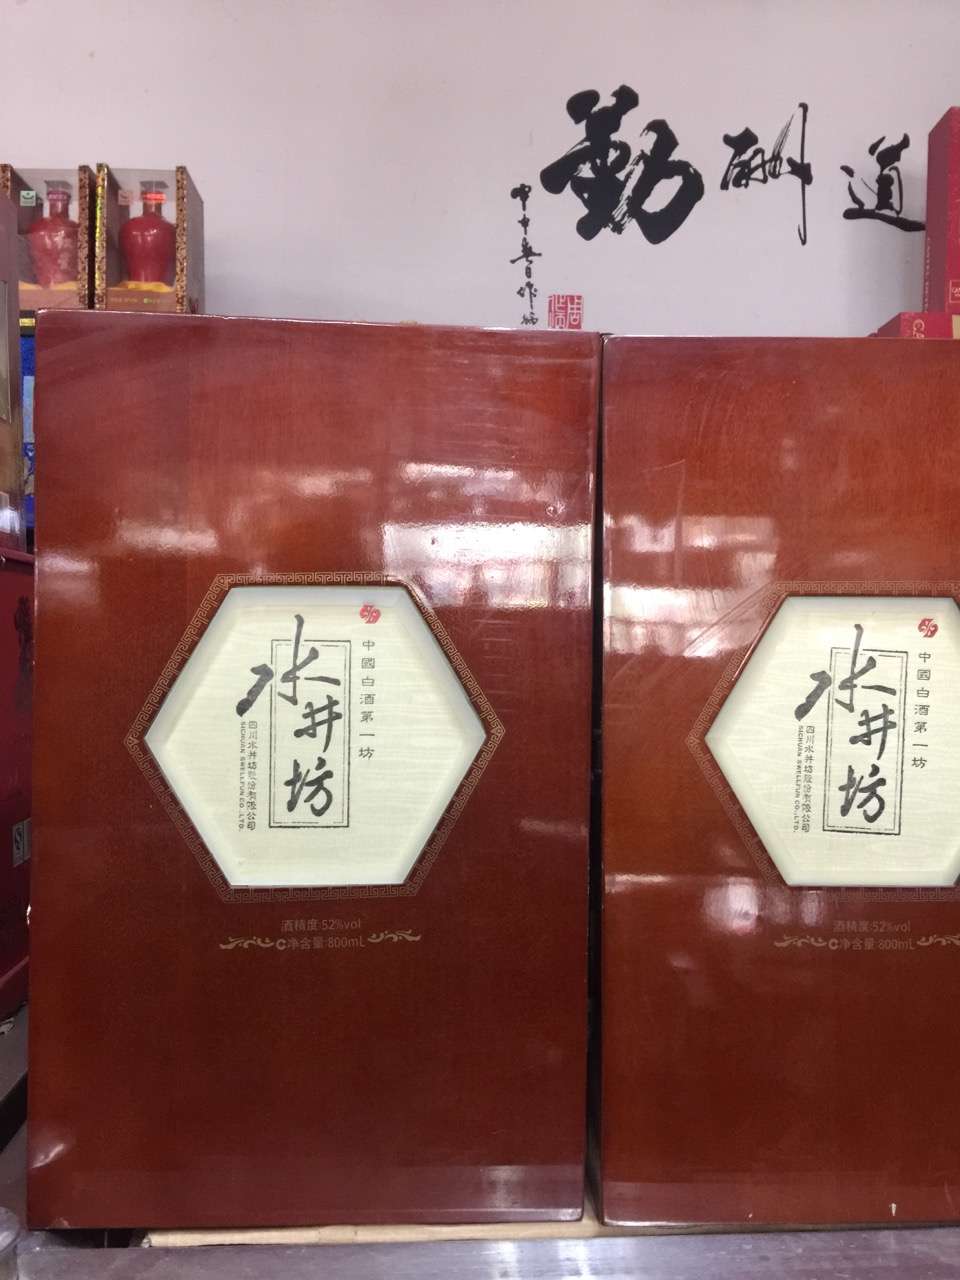 道酬勤
水井坊
中國白酒第一坊
四川水井坊股份有限公司
SICHUAN SWELLFUN CO., LTD.
酒精度:52%vol
净含量:800mL
水井坊
中國白酒第一坊
四川水井坊股份有限公司
SICHUAN SWELLFUN CO., LTD.
酒精度:52%vol
净含量:800mL